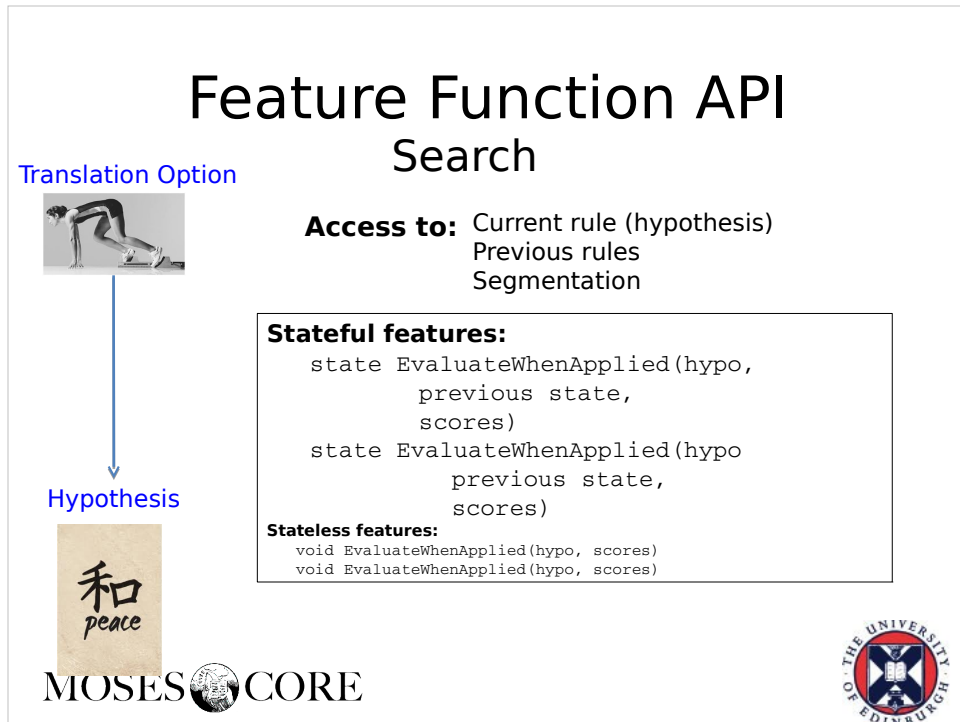 Feature Function API
Search
Translation Option
Access to: Current rule (hypothesis)
Previous rules
Segmentation
Stateful features:
state EvaluateWhenApplied(hypo,
previous state,
scores)
state EvaluateWhenApplied(hypo
previous state,
scores)
Stateless features:
void EvaluateWhenApplied(hypo, scores)
void EvaluateWhenApplied(hypo, scores)
Hypothesis
和
peace
MOSES CORE
THE UNIVERSITY OF EDINBURGH